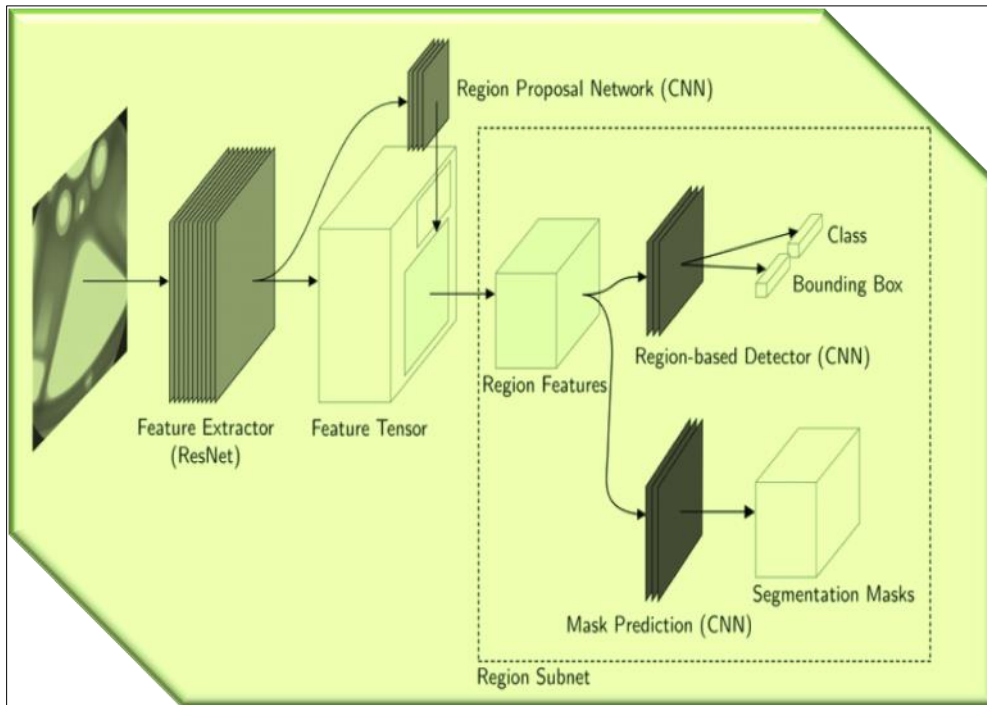 Region Proposal Network (CNN)
Class
Bounding Box
Region-based Detector (CNN)
Region Features
Feature Extractor
(ResNet)
Feature Tensor
Segmentation Masks
Mask Prediction (CNN)
Region Subnet